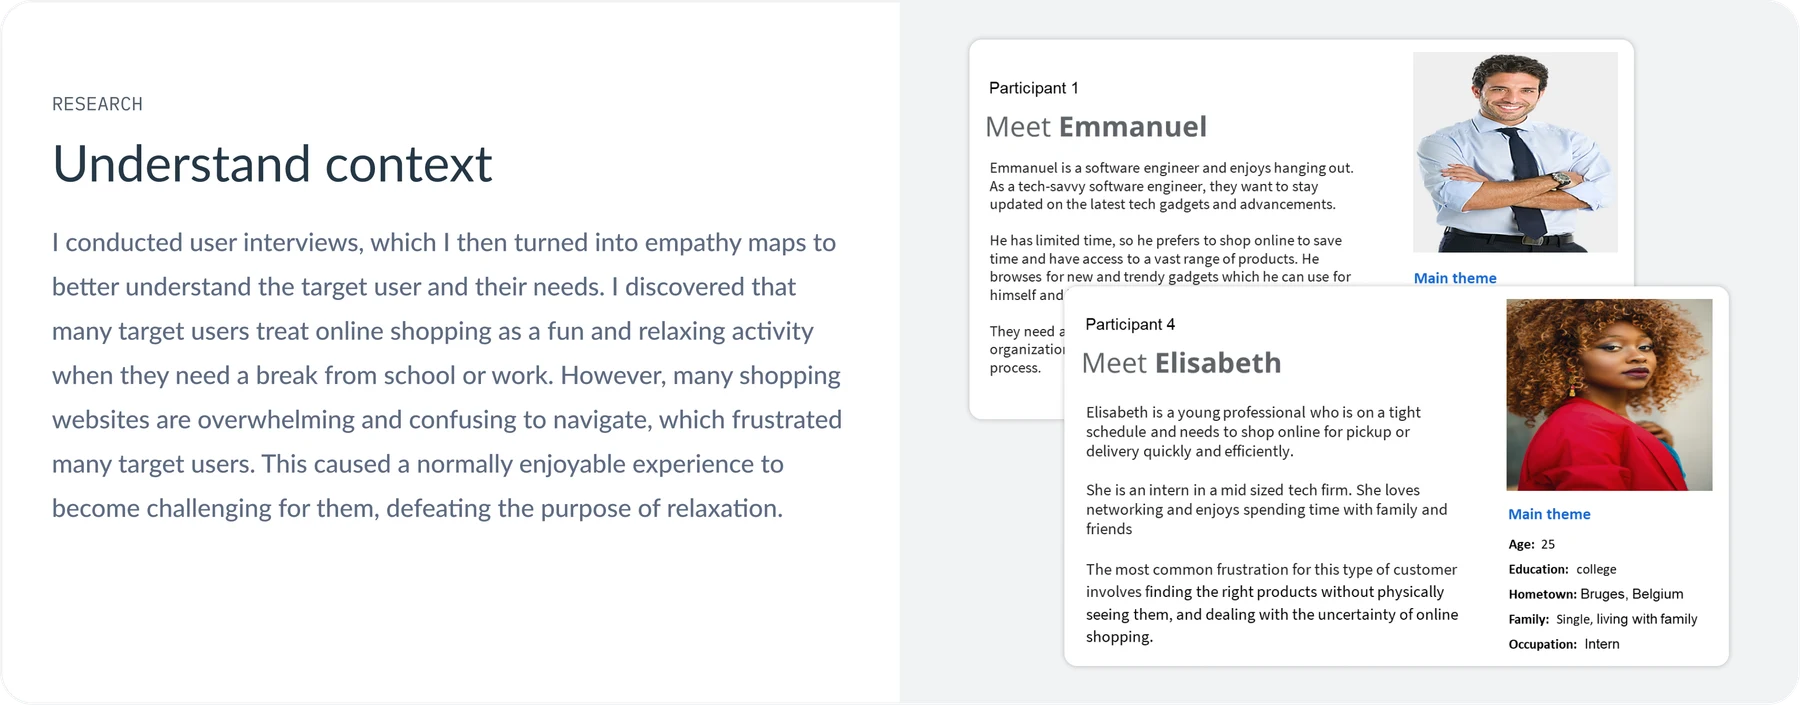 RESEARCH
Understand context
I conducted user interviews, which I then turned into empathy maps to
better understand the target user and their needs. I discovered that
many target users treat online shopping as a fun and relaxing activity
when they need a break from school or work. However, many shopping
websites are overwhelming and confusing to navigate, which frustrated
many target users. This caused a normally enjoyable experience to
become challenging for them, defeating the purpose of relaxation.
Participant 1
Meet Emmanuel
Emmanuel is a software engineer and enjoys hanging out.
As a tech-savvy software engineer, they want to stay
updated on the latest tech gadgets and advancements.
He has limited time, so he prefers to shop online to save
time and have access to a vast range of products. He
browses for new and trendy gadgets which he can use for
himself and
They need a
organization
process.
Main theme
Participant 4
Meet Elisabeth
Elisabeth is a young professional who is on a tight
schedule and needs to shop online for pickup or
delivery quickly and efficiently.
She is an intern in a mid sized tech firm. She loves
networking and enjoys spending time with family and
friends
The most common frustration for this type of customer
involves finding the right products without physically
seeing them, and dealing with the uncertainty of online
shopping.
Main theme
Age: 25
Education: college
Hometown: Bruges, Belgium
Family: Single, living with family
Occupation: Intern